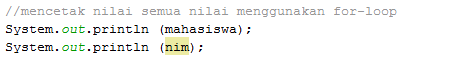 //mencetak nilai semua nilai menggunakan for-loop
System.out.println (mahasiswa);
System.out.println (nim);